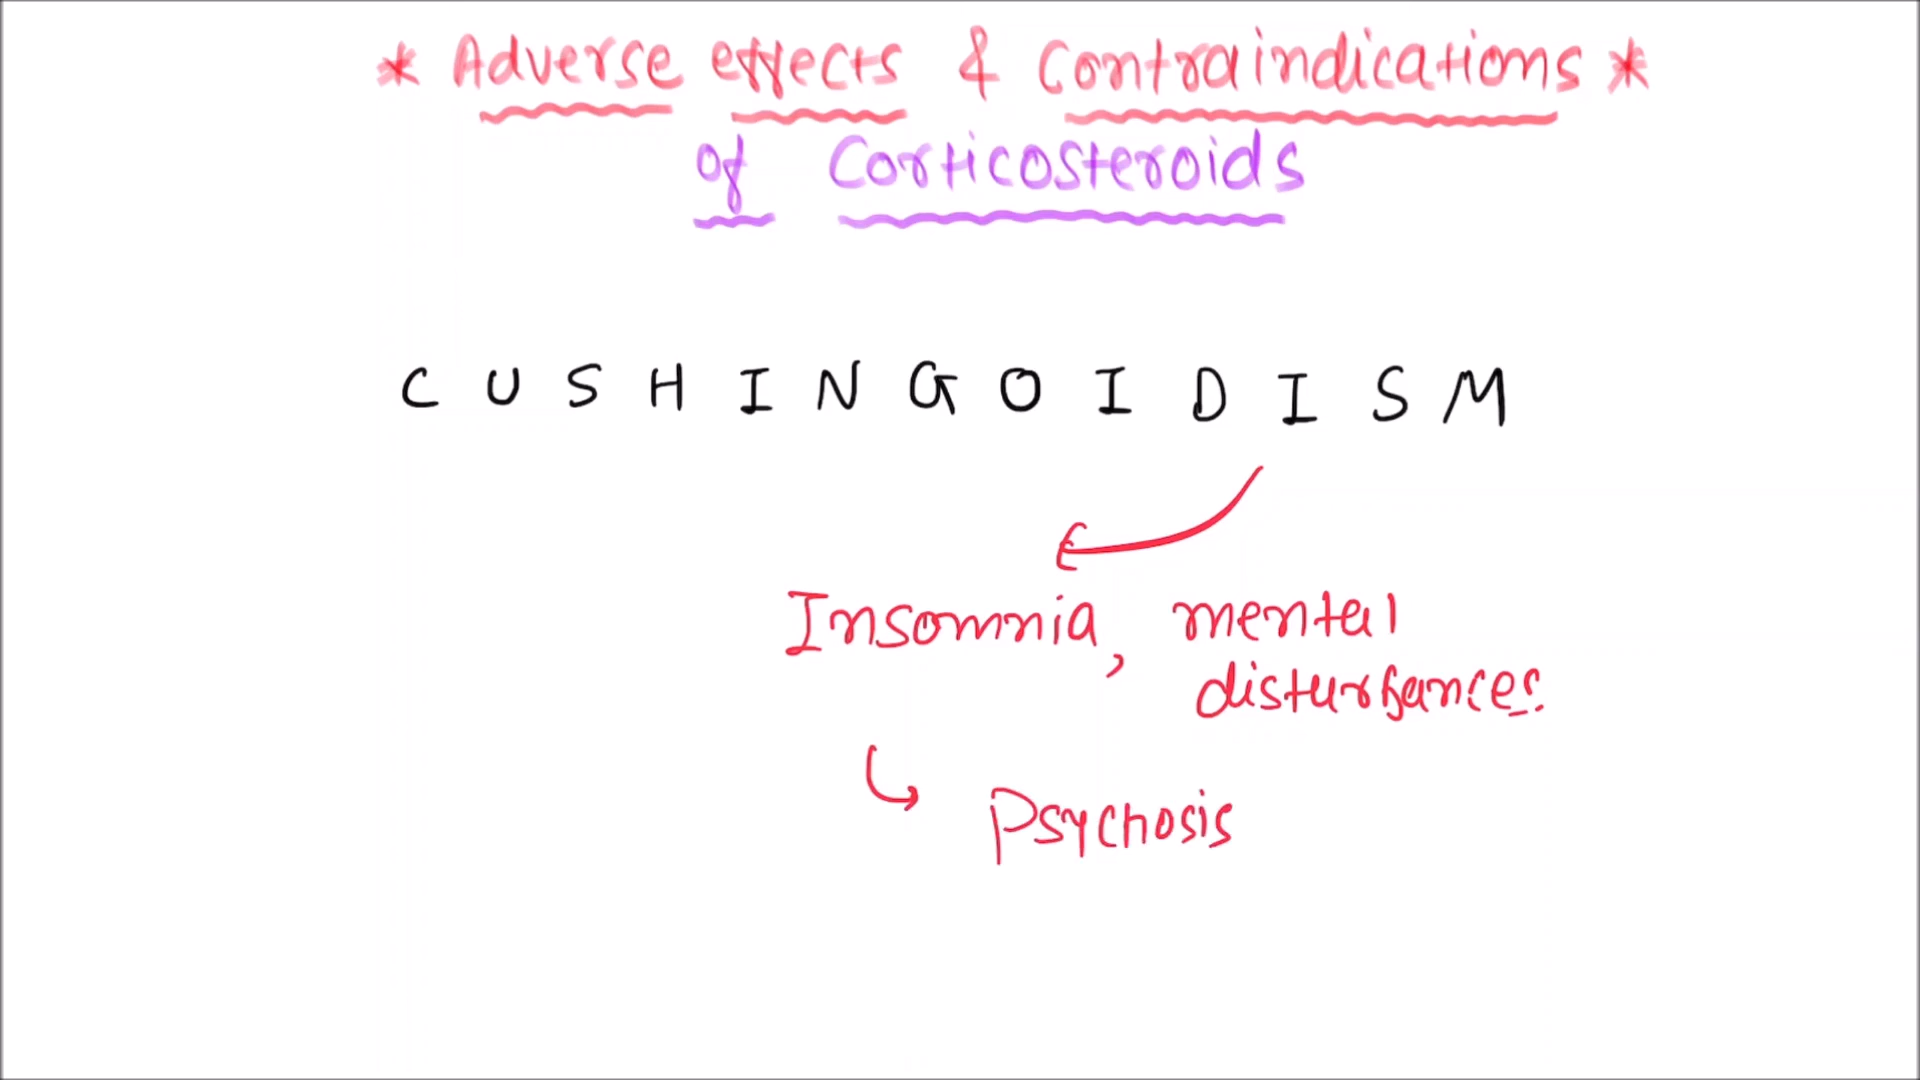 * Adverse effects & Contraindications *
of Corticosteroids
C U S H I N G O I D I S M
Insomnia, mental
disturbances.
Psychosis